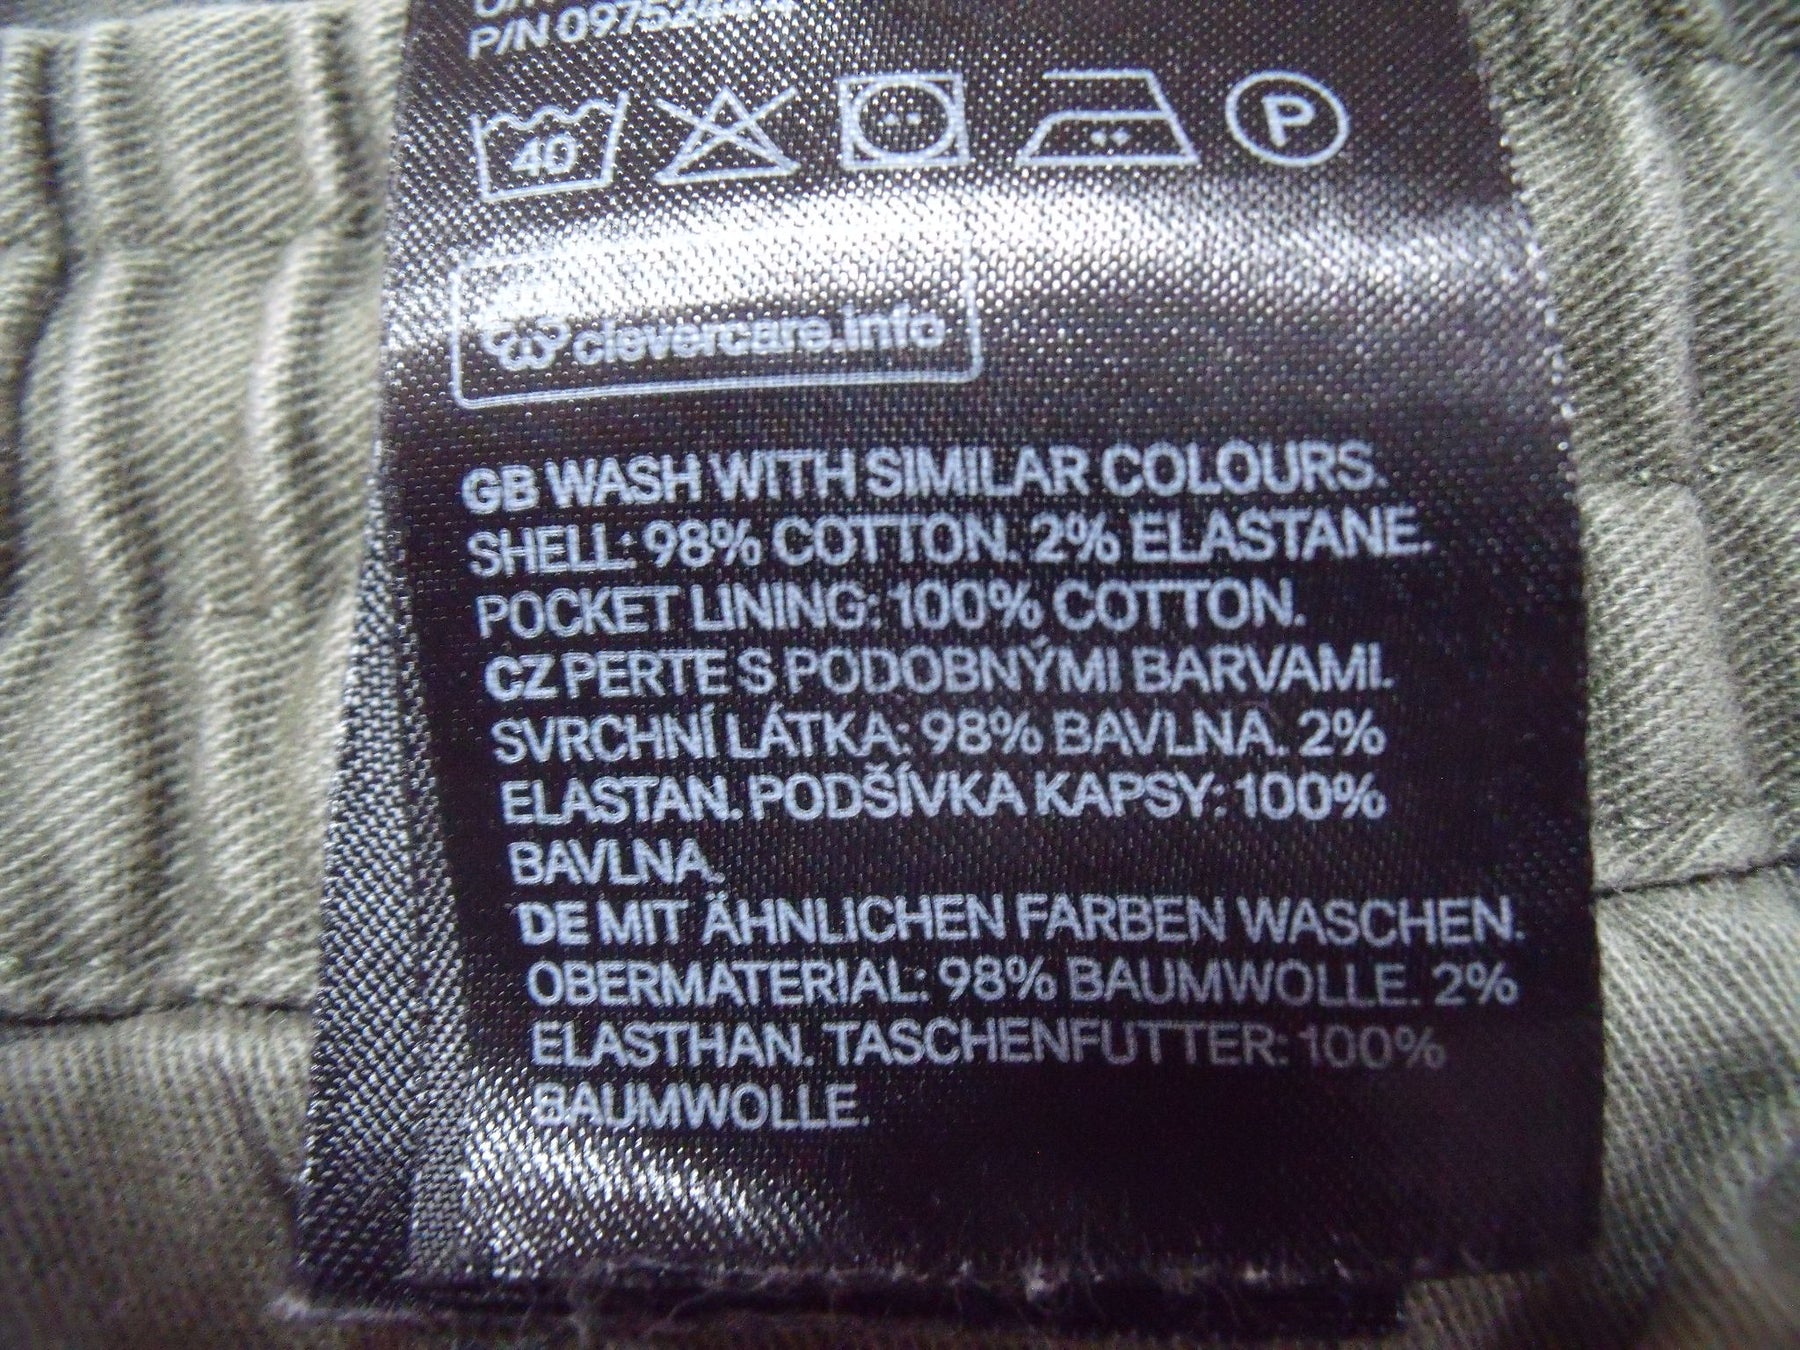 P/N
40
P
clevercare.info
GB WASH WITH SIMILAR COLOURS.
SHELL: 98% COTTON. 2% ELASTANE.
POCKET LINING: 100% COTTON.
CZ PERTE S PODOBNÝMI BARVAMI.
SVRCHNÍ LÁTKA: 98% BAVLNA. 2%
ELASTAN. PODŠÍVKA KAPSY: 100%
BAVLNA.
DE MIT ÄHNLICHEN FARBEN WASCHEN.
OBERMATERIAL: 98% BAUMWOLLE. 2%
ELASTHAN. TASCHENFUTTER: 100%
BAUMWOLLE.